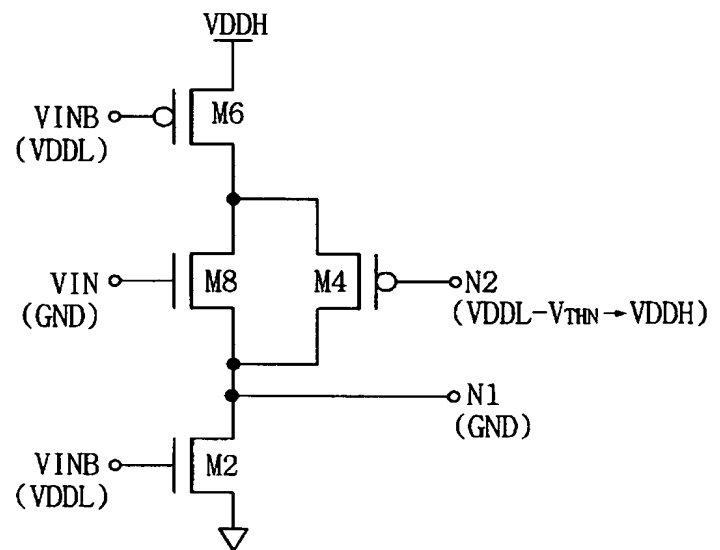 VDDH
VINB
(VDDL)
M6
VIN
(GND)
M8
M4
N2
(VDDL-VTHN→VDDH)
N1
(GND)
VINB
(VDDL)
M2